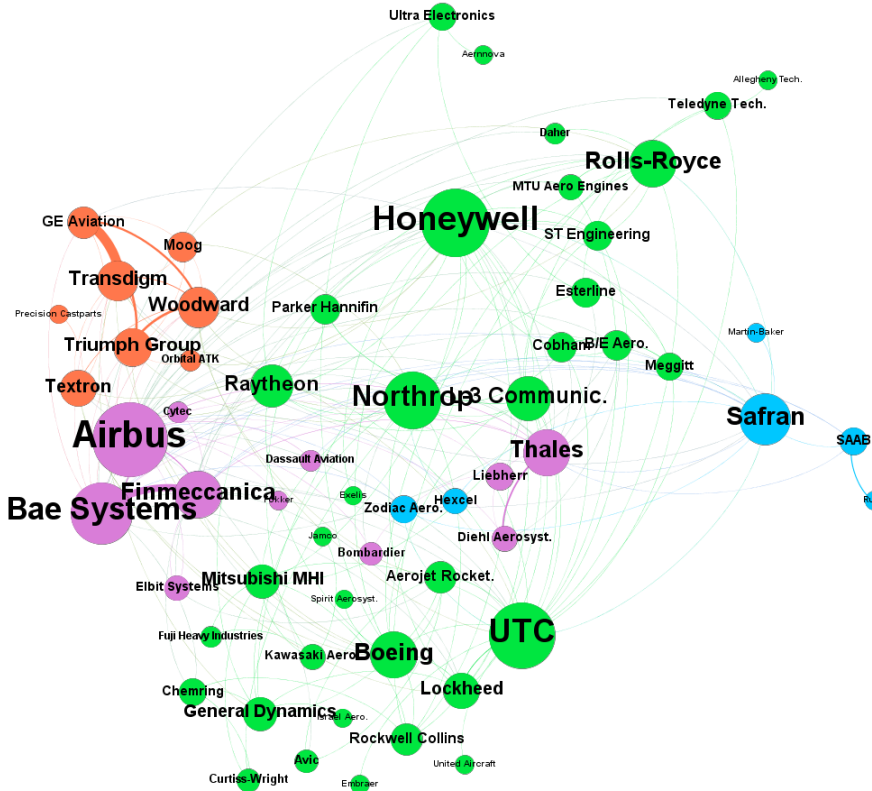 Ultra Electronics
Aernnova
Allegheny Tech.
Teledyne Tech.
Daher
Rolls-Royce
MTU Aero Engines
Honeywell
GE Aviation
ST Engineering
Moog
Transdigm
Esterline
Woodward
Parker Hannifin
Precision Castparts
Martin-Baker
Triumph Group
Cobham
B/E Aero.
Orbital ATK
Meggitt
Textron
Raytheon
Northrop
L-3 Communic.
Cytec
Safran
Airbus
SAAB
Thales
Dassault Aviation
Liebherr
Finmeccanica
Exelis
Hexcel
Fokker
Zodiac Aero.
Bae Systems
Jamco
Diehl Aerosyst.
Bombardier
Aerojet Rocket.
Mitsubishi MHI
Elbit Systems
Spirit Aerosyst.
UTC
Fuji Heavy Industries
Kawasaki Aero.
Boeing
Chemring
Lockheed
General Dynamics
Israel Aero.
Rockwell Collins
Avic
United Aircraft
Curtiss-Wright
Embraer